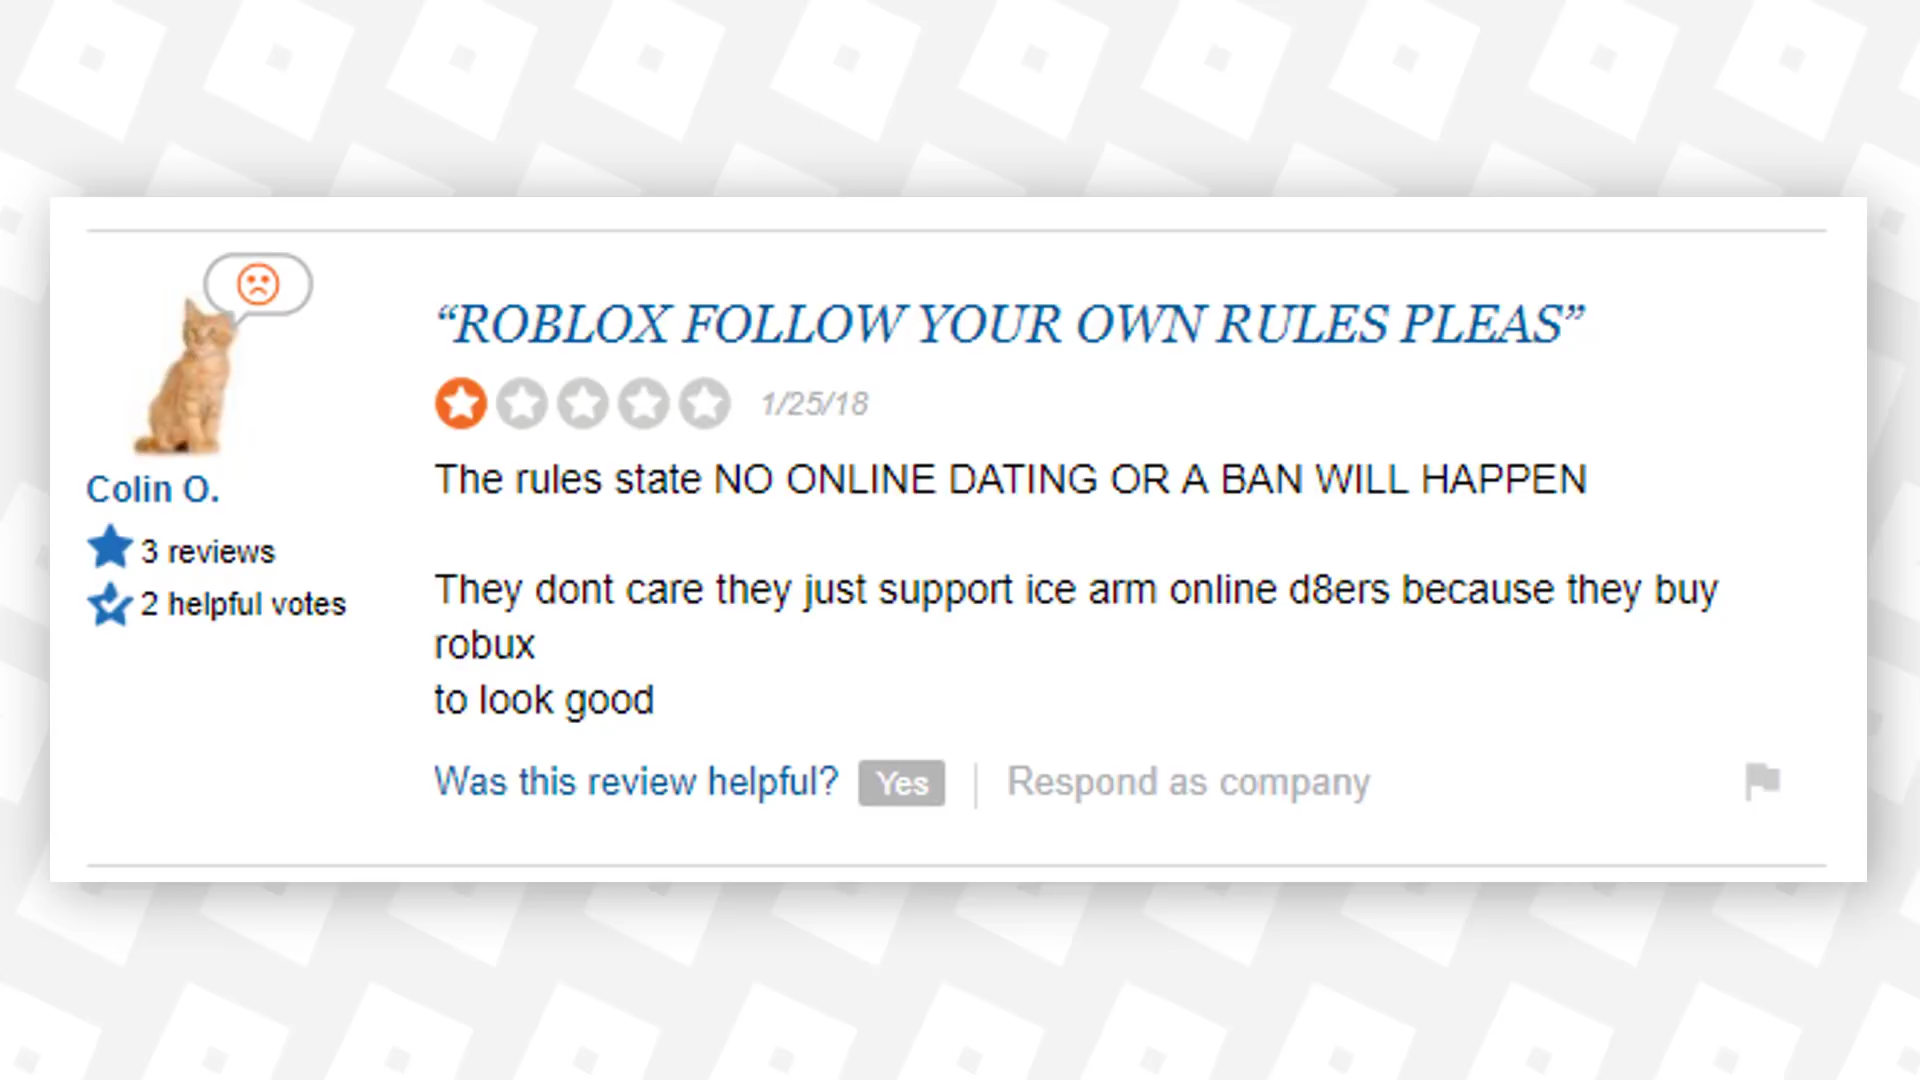 “ROBLOX FOLLOW YOUR OWN RULES PLEAS”
1/25/18
Colin O.
3 reviews
2 helpful votes
The rules state NO ONLINE DATING OR A BAN WILL HAPPEN
They dont care they just support ice arm online d8ers because they buy
robux
to look good
Was this review helpful? Yes | Respond as company